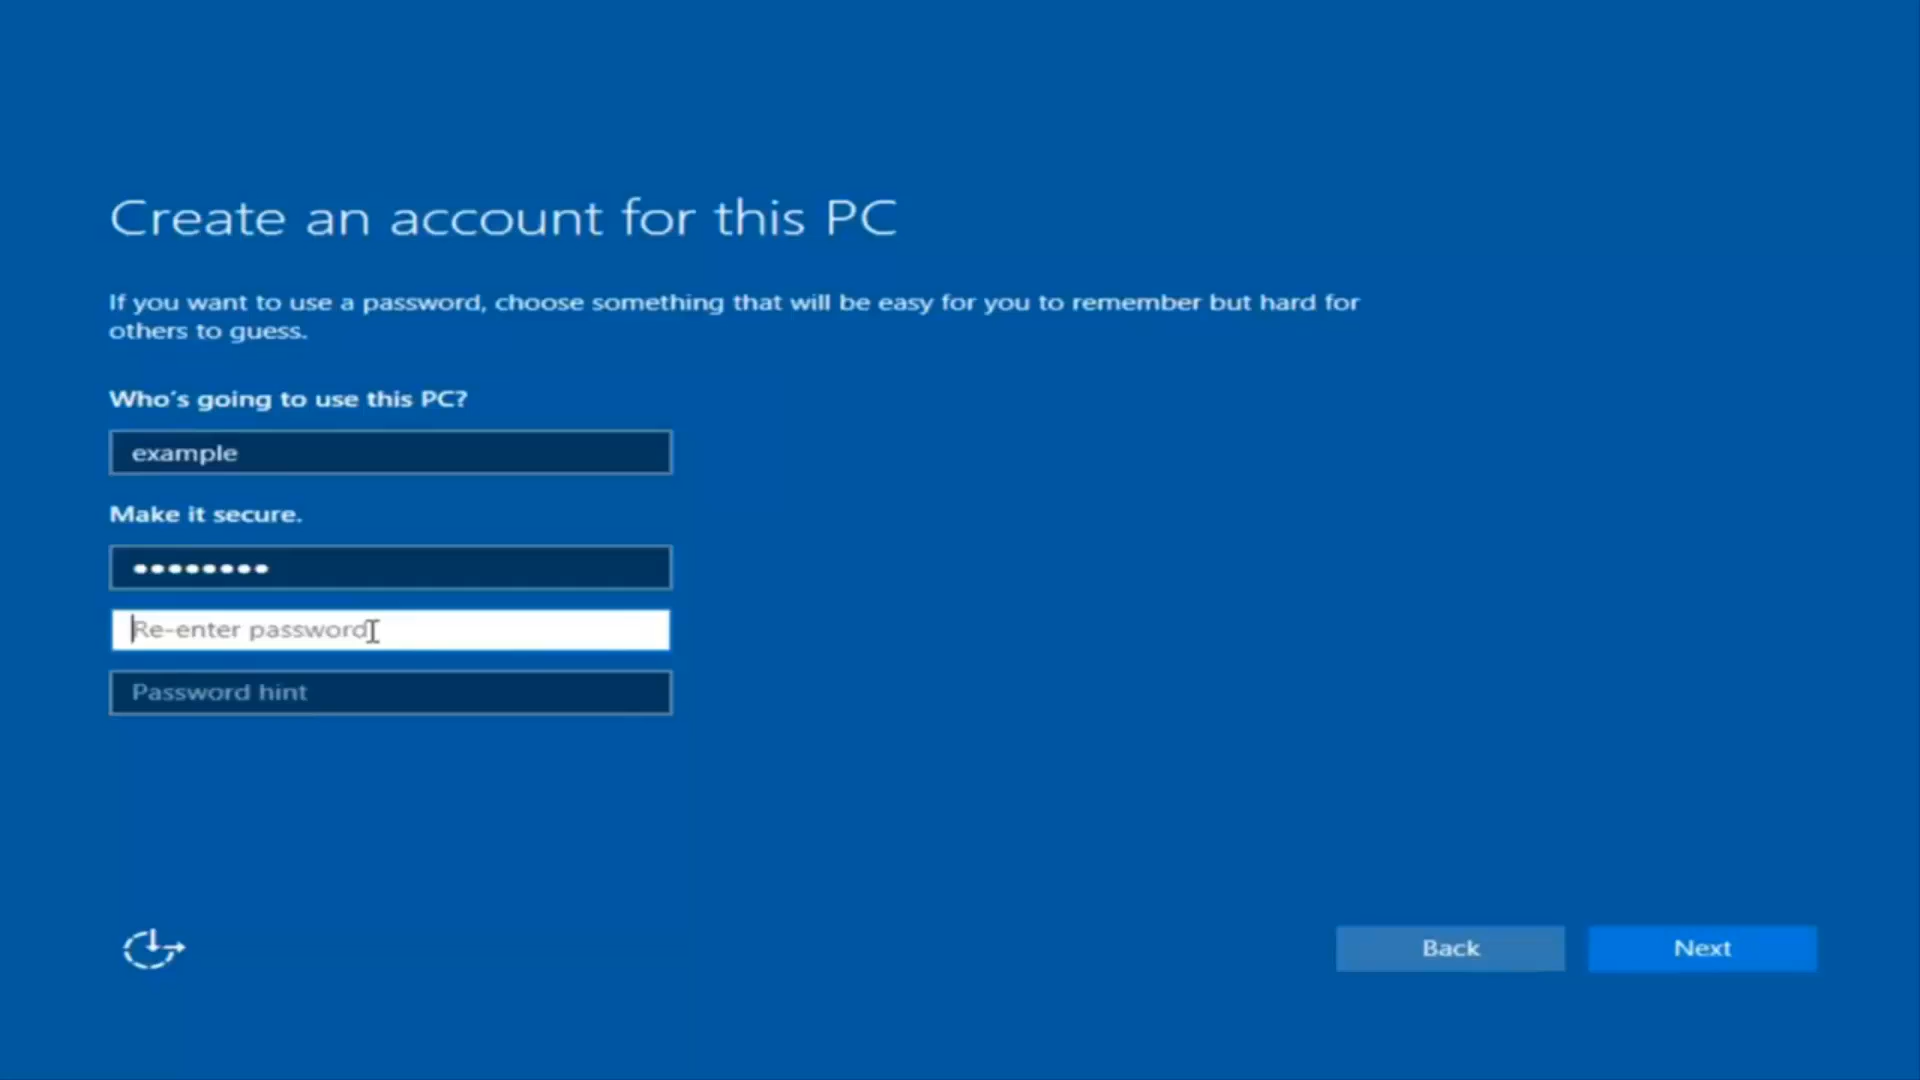 Create an account for this PC
If you want to use a password, choose something that will be easy for you to remember but hard for
others to guess.
Who's going to use this PC?
example
Make it secure.
••••••••
Re-enter password
Password hint
Back
Next